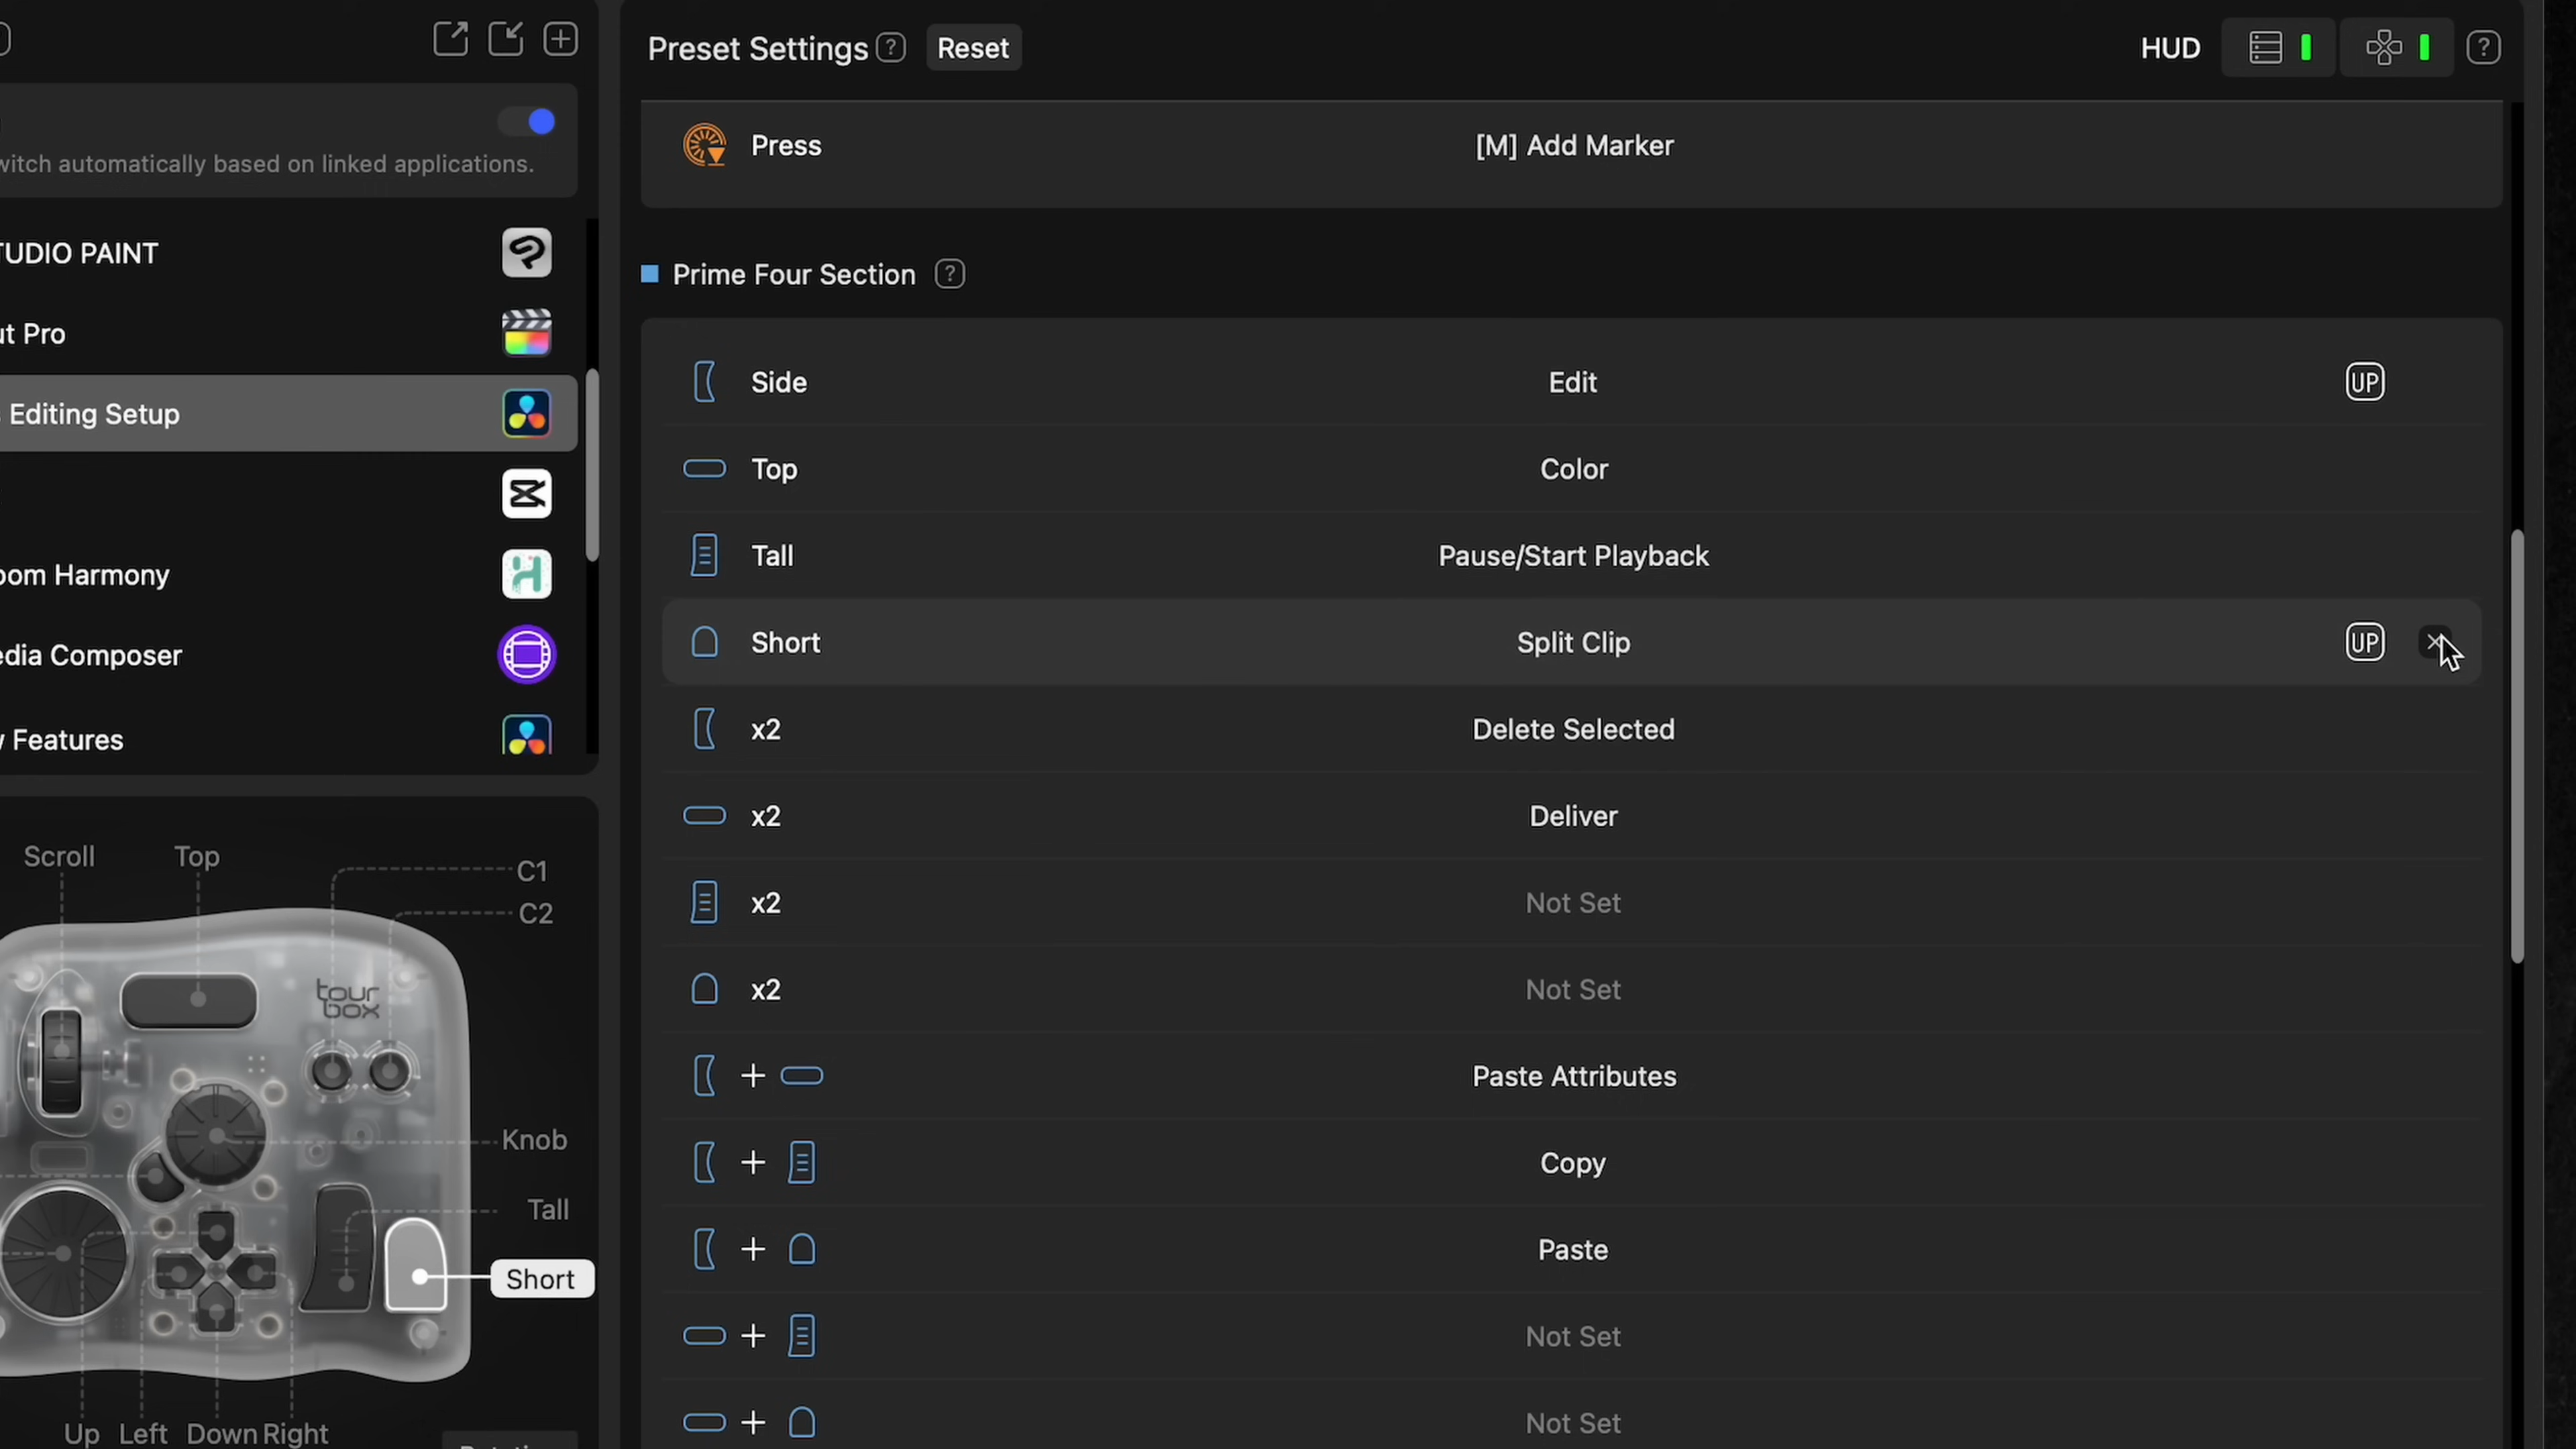 Preset Settings ? Reset
HUD ?
witch automatically based on linked applications.
TUDIO PAINT
ut Pro
Editing Setup
oom Harmony
edia Composer
w Features
Scroll
Top
C1
C2
tour
box
Knob
Tall
Short
Up Left Down Right
Press [M] Add Marker
Prime Four Section ?
Side Edit UP
Top Color
Tall Pause/Start Playback
Short Split Clip UP
x2 Delete Selected
x2 Deliver
x2 Not Set
x2 Not Set
+ Paste Attributes
+ Copy
+ Paste
+ Not Set
+ Not Set